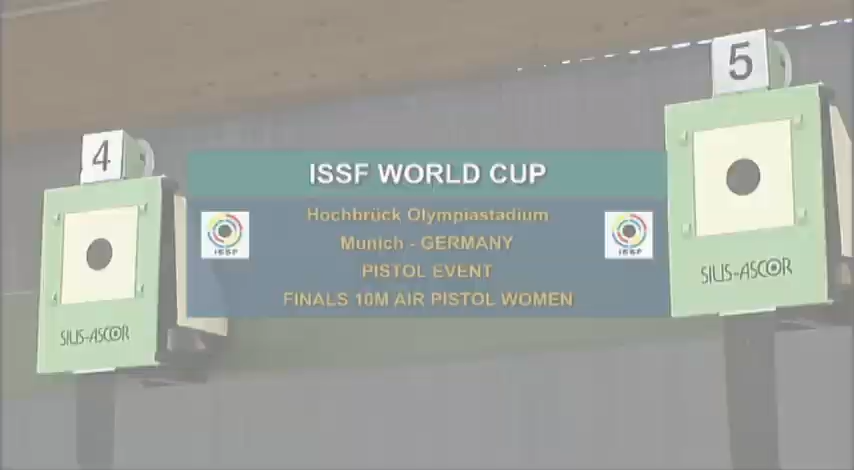 5
4
ISSF WORLD CUP
Hochbrück Olympiastadium
Munich - GERMANY
PISTOL EVENT
FINALS 10M AIR PISTOL WOMEN
ISSF
ISSF
SIUS-ASCOR
SIUS-ASCOR